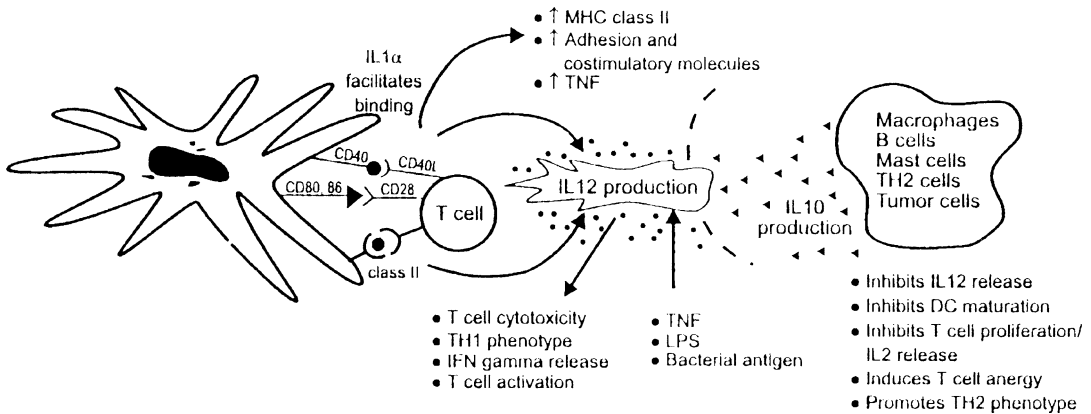 IL1α
facilitates
binding
• ↑ MHC class II
• ↑ Adhesion and
costimulatory molecules
• ↑ TNF
CD40
CD40L
CD80, 86
CD28
T cell
class II
IL12 production
IL10
production
Macrophages
B cells
Mast cells
TH2 cells
Tumor cells
• T cell cytotoxicity
• TH1 phenotype
• IFN gamma release
• T cell activation
• TNF
• LPS
• Bacterial antigen
• Inhibits IL12 release
• Inhibits DC maturation
• Inhibits T cell proliferation/
IL2 release
• Induces T cell anergy
• Promotes TH2 phenotype